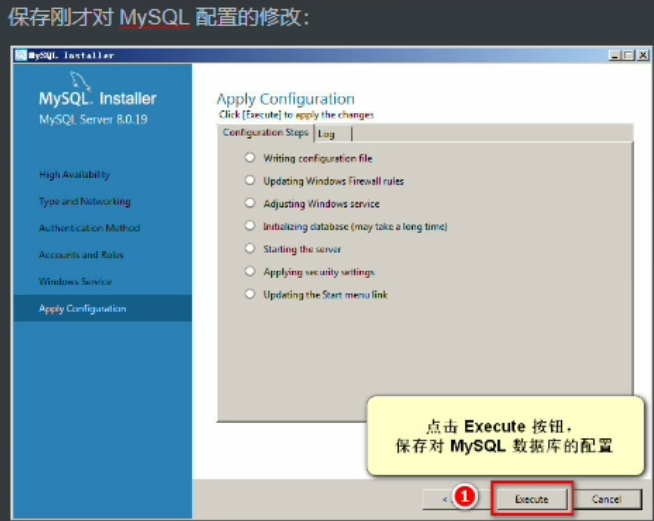 保存刚才对 MySQL 配置的修改：
MySQL Installer
MySQL. Installer
MySQL Server 8.0.19
High Availability
Type and Networking
Authentication Method
Accounts and Roles
Windows Service
Apply Configuration
Apply Configuration
Click [Execute] to apply the changes
Configuration Steps Log
Writing configuration file
Updating Windows Firewall rules
Adjusting Windows service
Initializing database (may take a long time)
Starting the server
Applying security settings
Updating the Start menu link
点击 Execute 按钮，
保存对 MySQL 数据库的配置
< 1 Execute Cancel